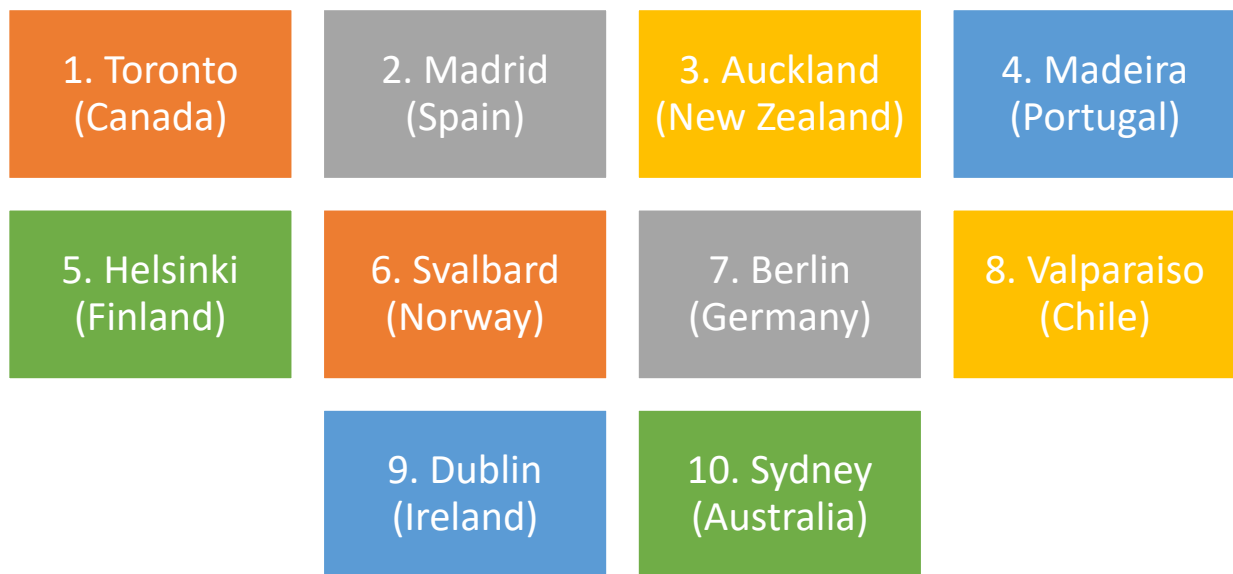 1. Toronto
(Canada)
2. Madrid
(Spain)
3. Auckland
(New Zealand)
4. Madeira
(Portugal)
5. Helsinki
(Finland)
6. Svalbard
(Norway)
7. Berlin
(Germany)
8. Valparaiso
(Chile)
9. Dublin
(Ireland)
10. Sydney
(Australia)